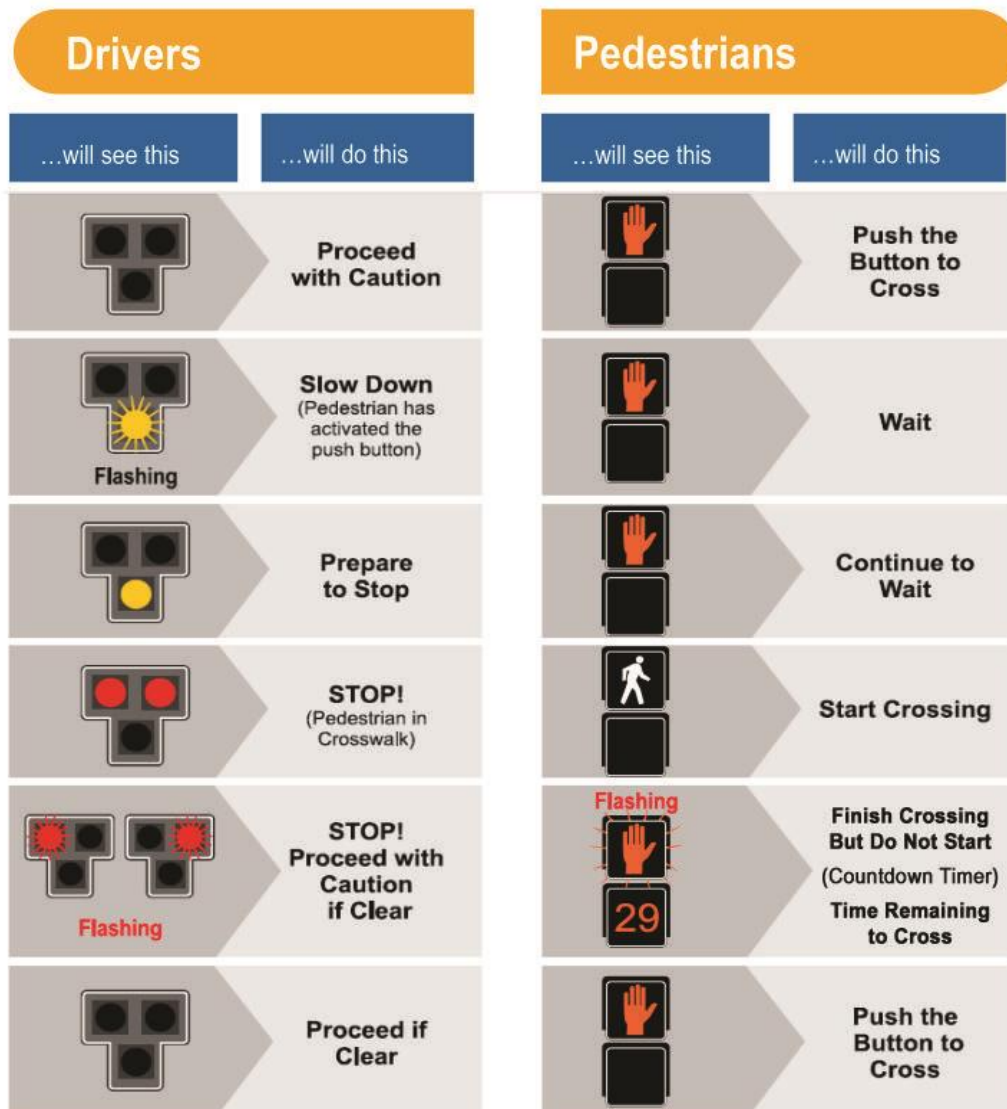 Drivers
Pedestrians
...will see this
...will do this
...will see this
...will do this
Proceed
with Caution
Push the
Button to
Cross
Flashing
Slow Down
(Pedestrian has
activated the
push button)
Wait
Prepare
to Stop
Continue to
Wait
STOP!
(Pedestrian in
Crosswalk)
Start Crossing
Flashing
STOP!
Proceed with
Caution
if Clear
Flashing
29
Finish Crossing
But Do Not Start
(Countdown Timer)
Time Remaining
to Cross
Proceed if
Clear
Push the
Button to
Cross